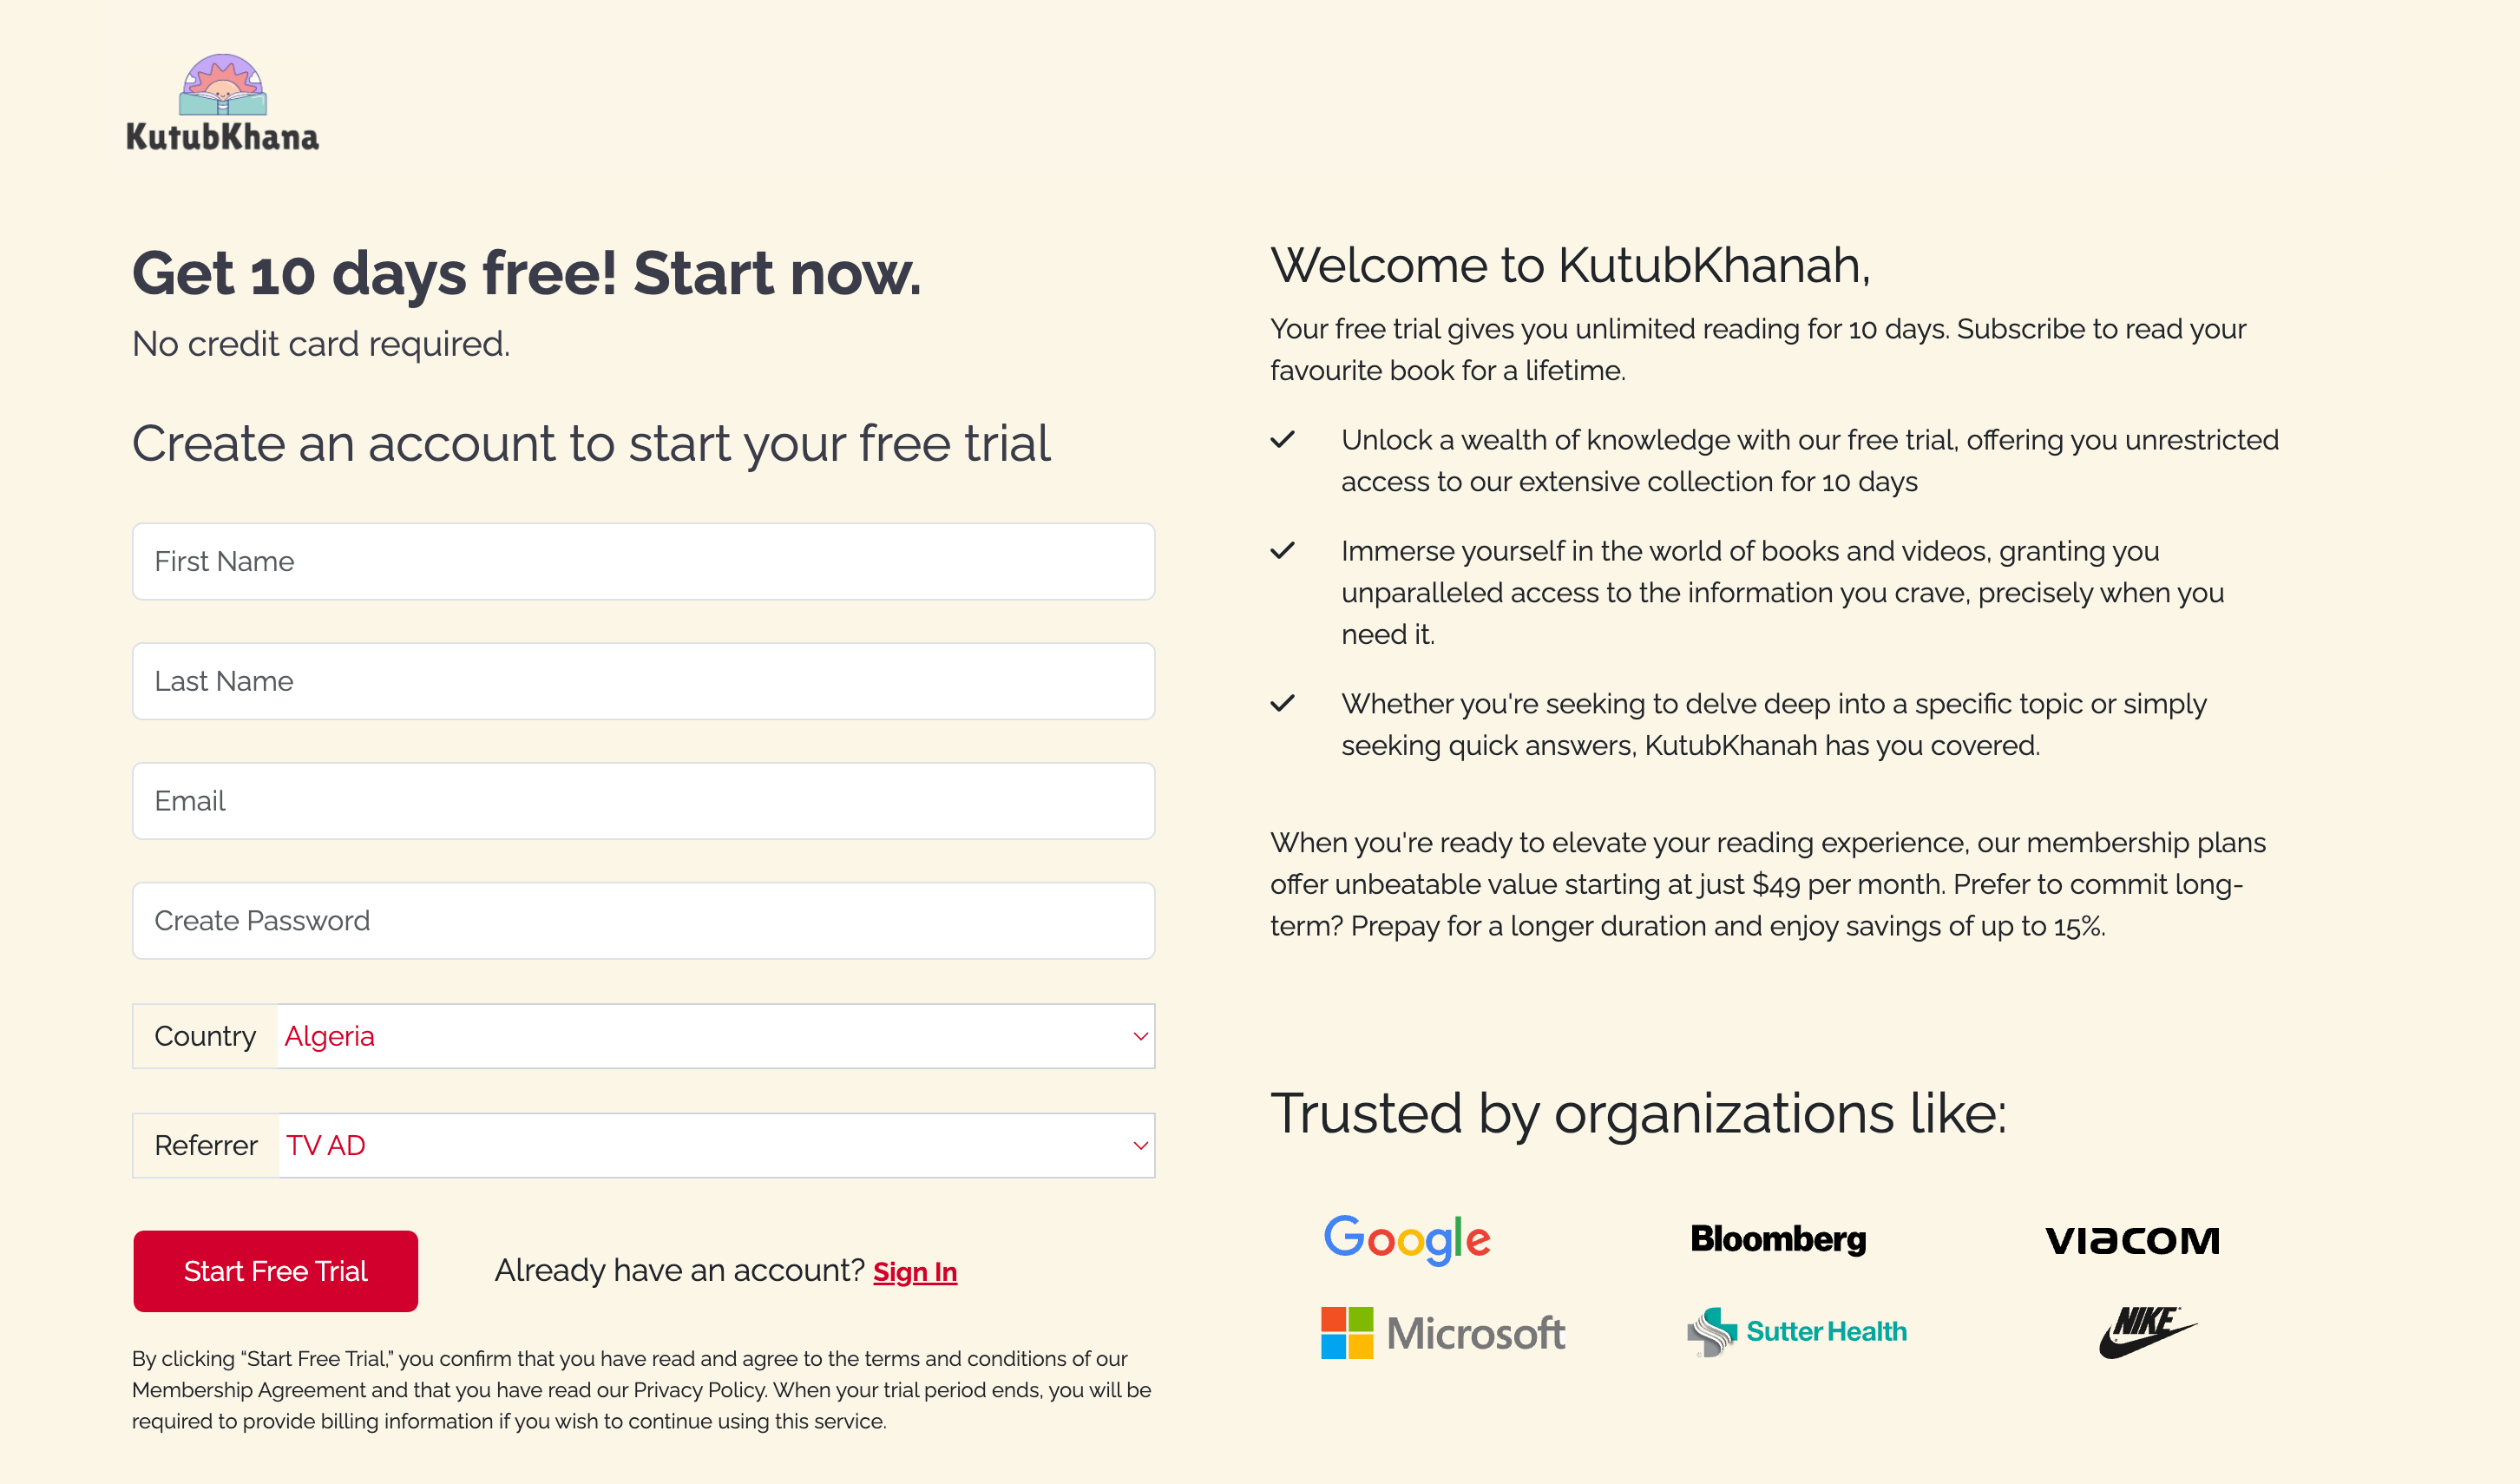 KutubKhana
Get 10 days free! Start now.
No credit card required.
Create an account to start your free trial
First Name
Last Name
Email
Create Password
Country Algeria
Referrer TV AD
Start Free Trial
Already have an account? Sign In
By clicking “Start Free Trial,” you confirm that you have read and agree to the terms and conditions of our
Membership Agreement and that you have read our Privacy Policy. When your trial period ends, you will be
required to provide billing information if you wish to continue using this service.
Welcome to KutubKhanah,
Your free trial gives you unlimited reading for 10 days. Subscribe to read your
favourite book for a lifetime.
Unlock a wealth of knowledge with our free trial, offering you unrestricted
access to our extensive collection for 10 days
Immerse yourself in the world of books and videos, granting you
unparalleled access to the information you crave, precisely when you
need it.
Whether you're seeking to delve deep into a specific topic or simply
seeking quick answers, KutubKhanah has you covered.
When you're ready to elevate your reading experience, our membership plans
offer unbeatable value starting at just $49 per month. Prefer to commit long-
term? Prepay for a longer duration and enjoy savings of up to 15%.
Trusted by organizations like:
Google
Bloomberg
VIACOM
Microsoft
Sutter Health
NIKE